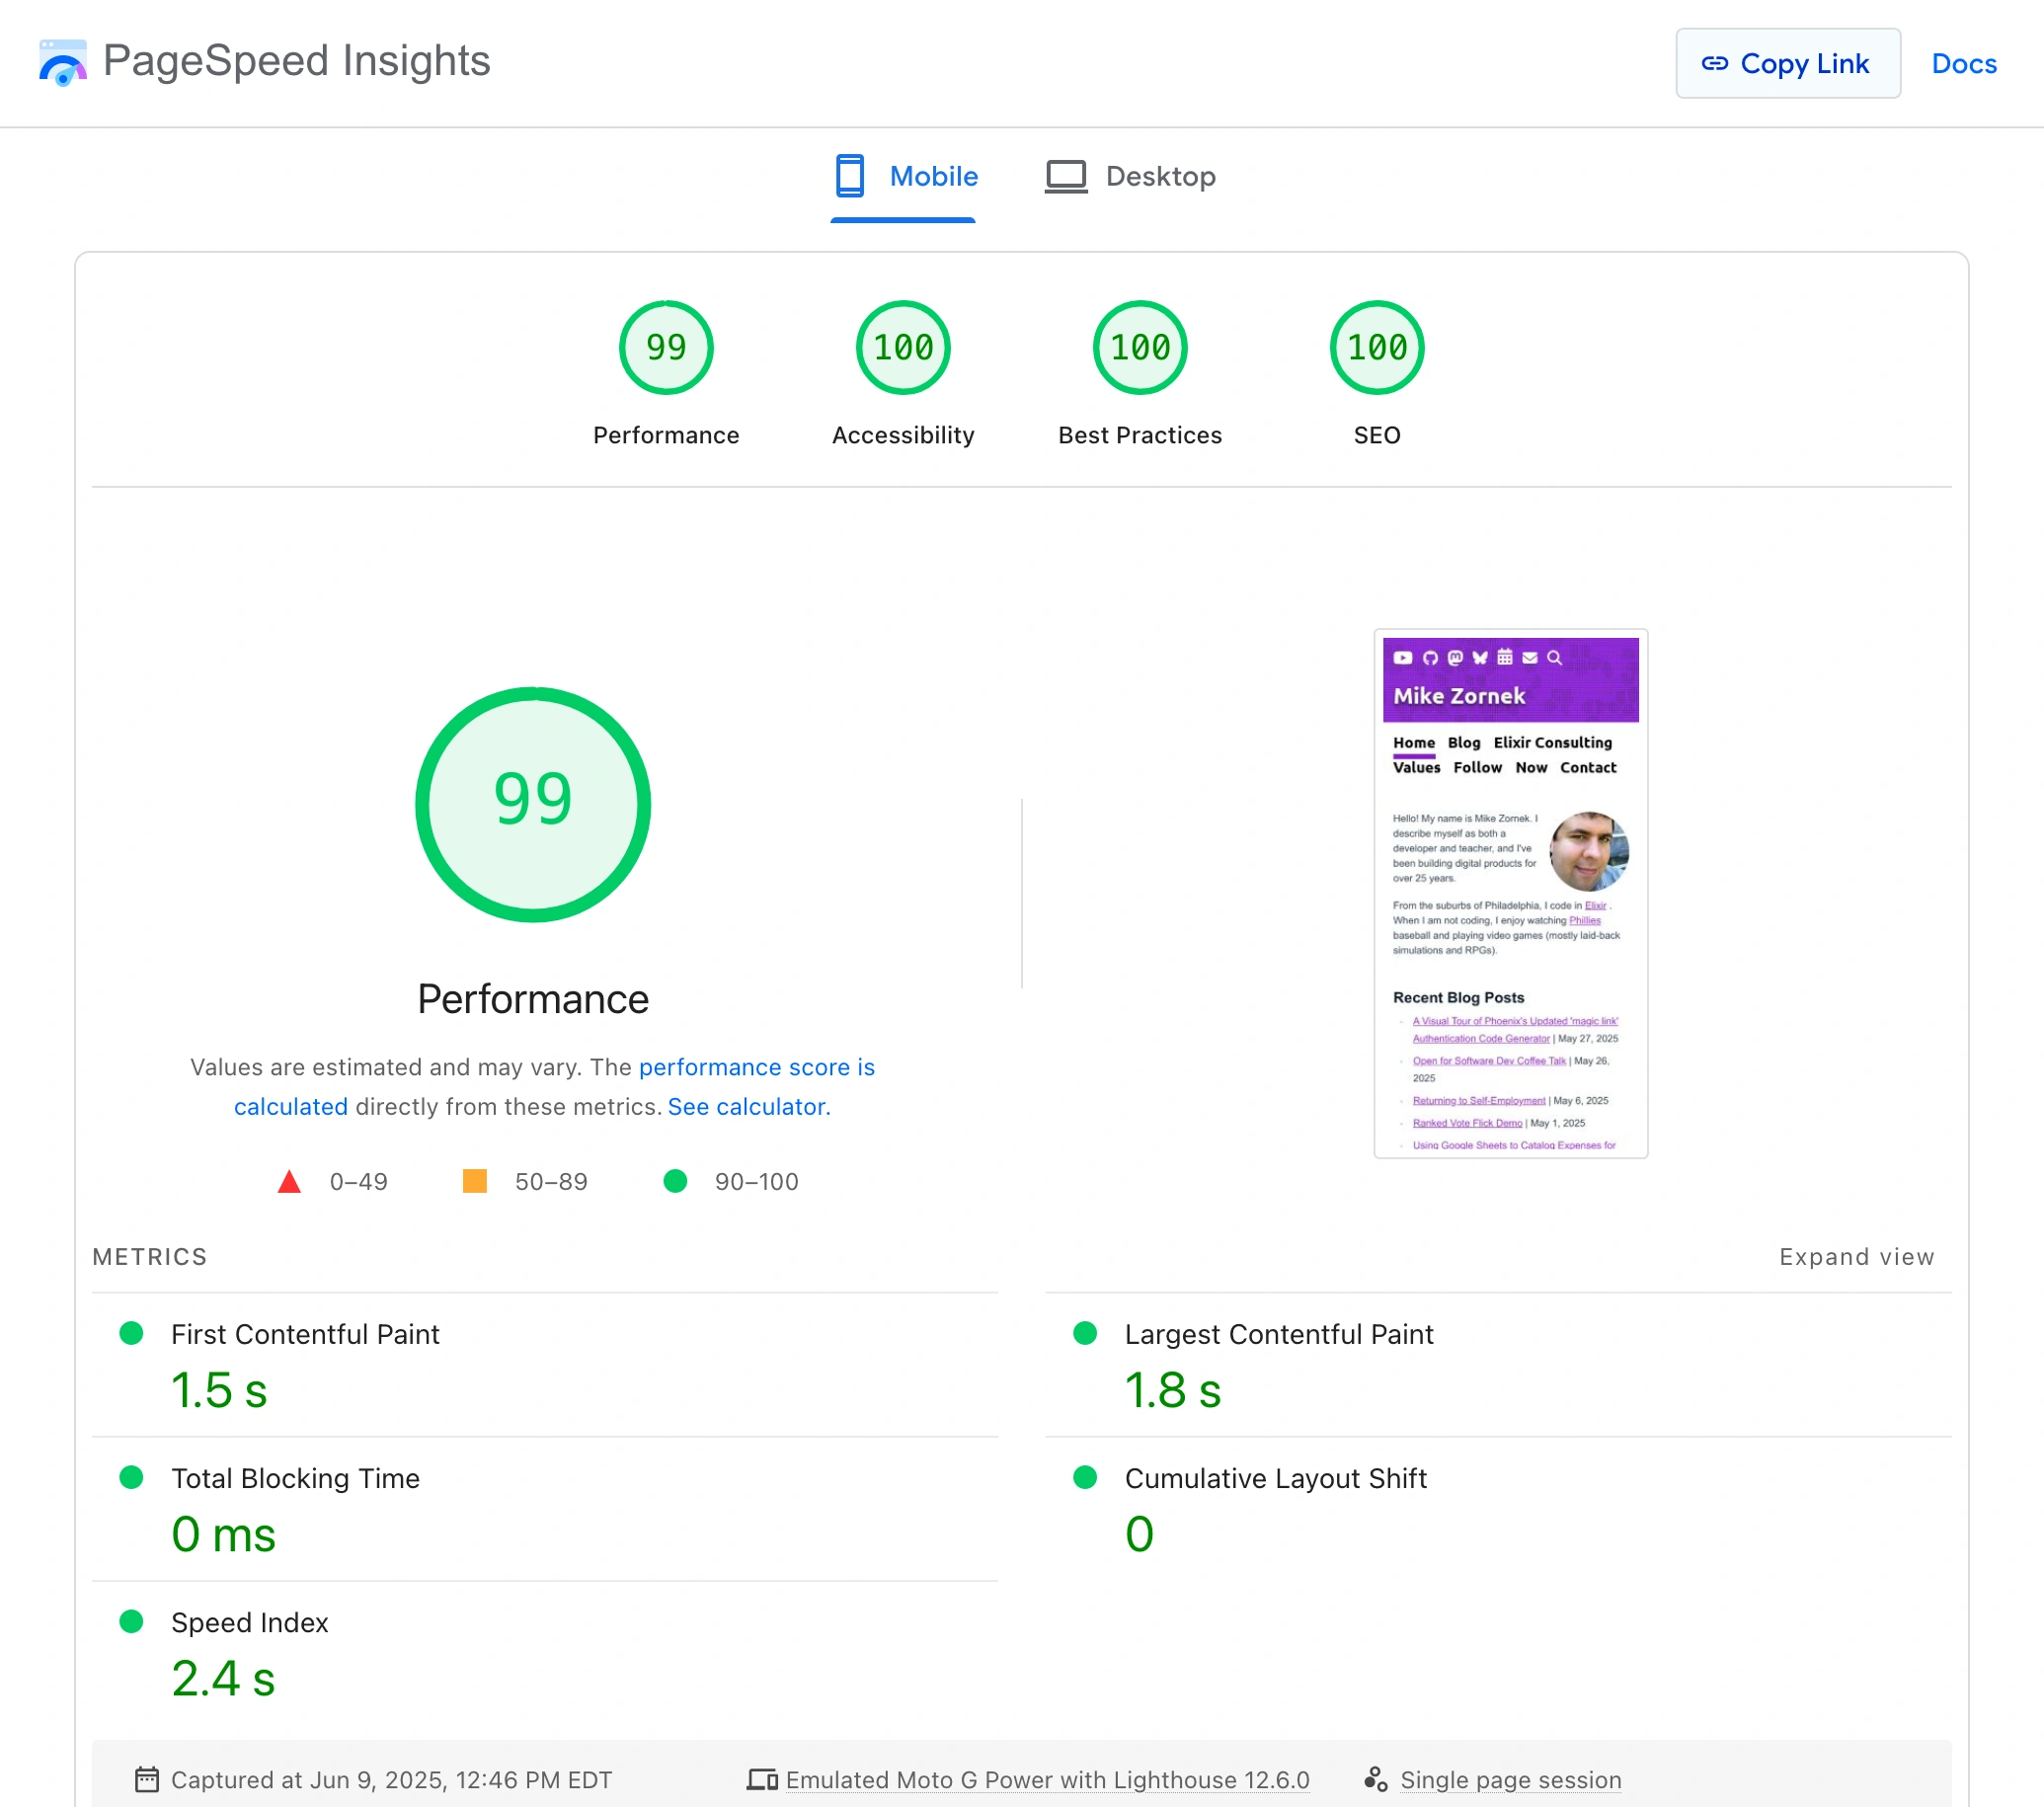 PageSpeed Insights
Copy Link
Docs
Mobile
Desktop
99
100
100
100
Performance
Accessibility
Best Practices
SEO
99
Performance
Values are estimated and may vary. The performance score is
calculated directly from these metrics. See calculator.
0–49
50–89
90–100
Mike Zornek
Home Blog Elixir Consulting
Values Follow Now Contact
Hello! My name is Mike Zornek. I
describe myself as both a
developer and teacher, and I've
been building digital products for
over 25 years.
From the suburbs of Philadelphia, I code in Elixir .
When I am not coding, I enjoy watching Phillies
baseball and playing video games (mostly laid-back
simulations and RPGs).
Recent Blog Posts
A Visual Tour of Phoenix's Updated 'magic link'
Authentication Code Generator | May 27, 2025
Open for Software Dev Coffee Talk | May 26,
2025
Returning to Self-Employment | May 6, 2025
Ranked Vote Flick Demo | May 1, 2025
Using Google Sheets to Catalog Expenses for
METRICS
Expand view
First Contentful Paint
1.5 s
Largest Contentful Paint
1.8 s
Total Blocking Time
0 ms
Cumulative Layout Shift
0
Speed Index
2.4 s
Captured at Jun 9, 2025, 12:46 PM EDT
Emulated Moto G Power with Lighthouse 12.6.0
Single page session